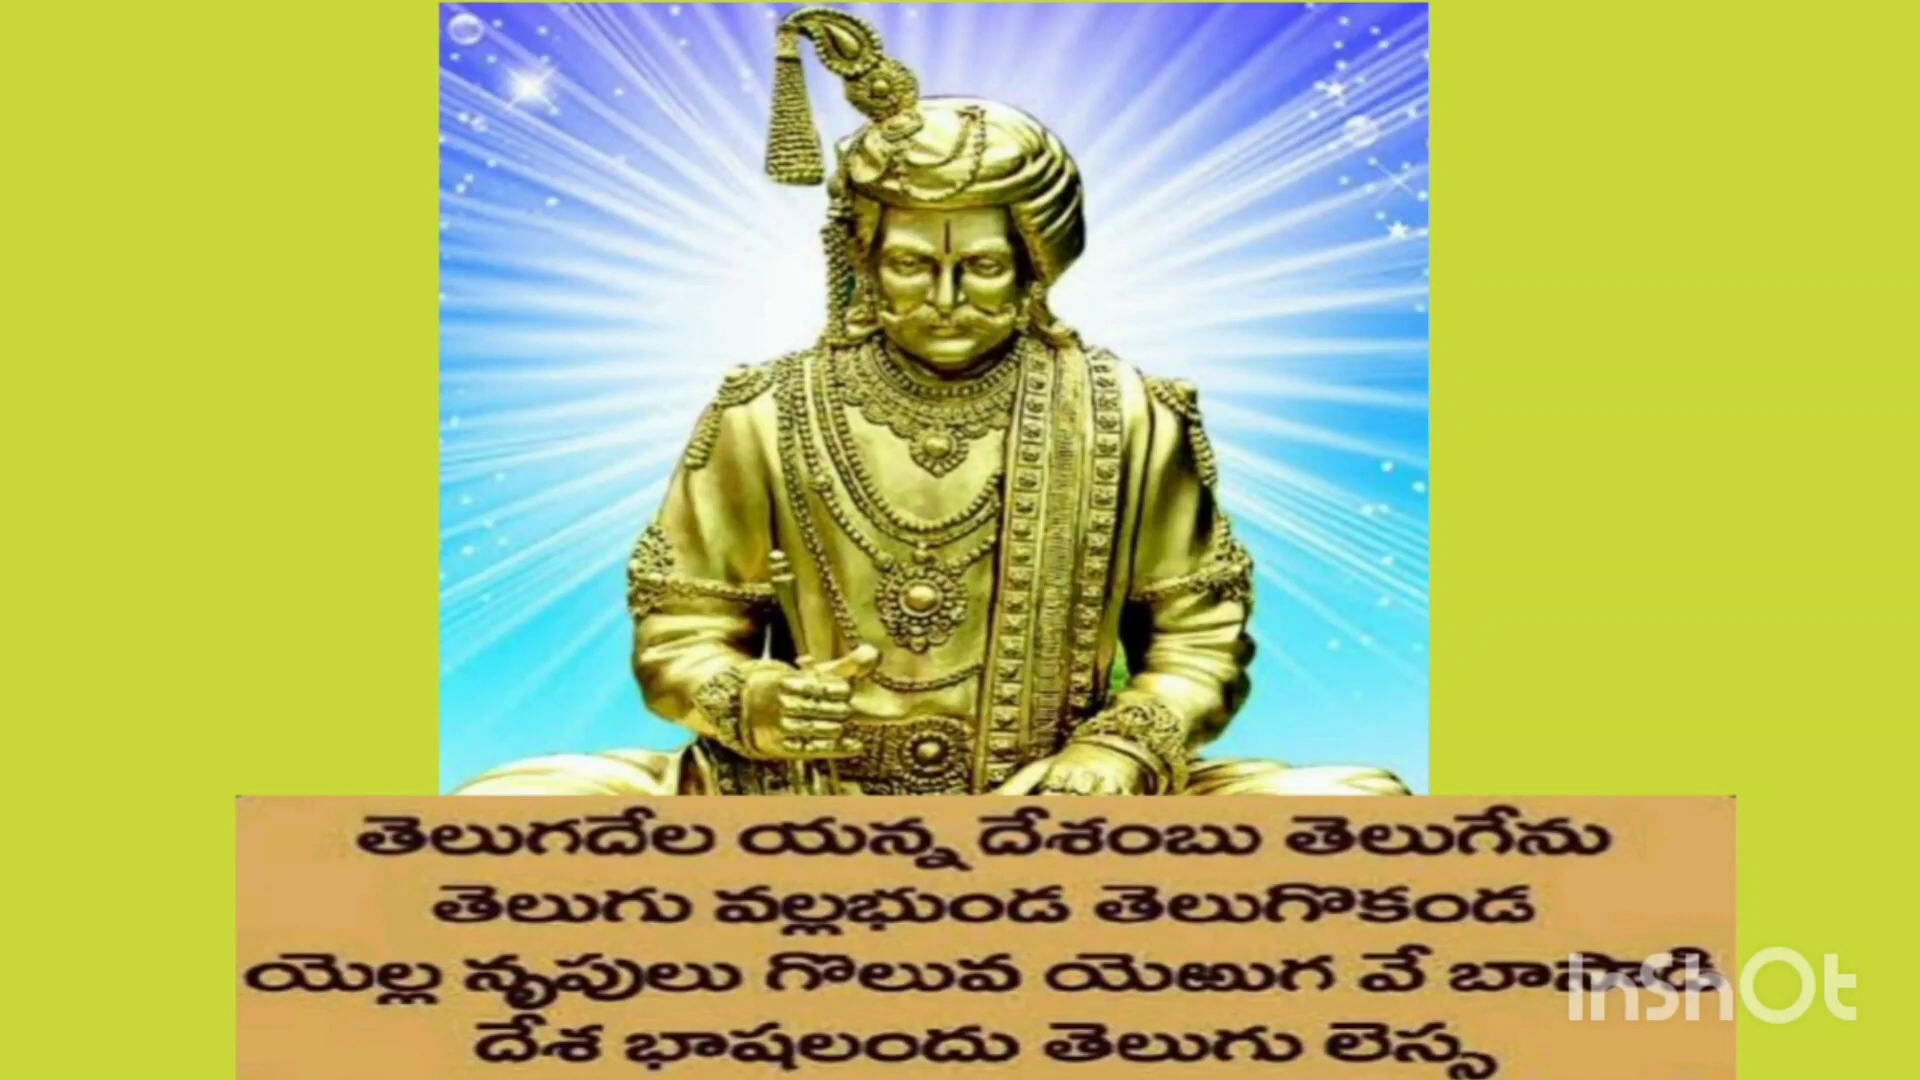 తెలుగదేల యన్న దేశంబు తెలుగేను
తెలుగు వల్లభుండ తెలుగొకండ
యెల్ల నృపులు గొలువ యెఱుగ వే
దేశ భాషలందు తెలుగు లెస్స
InShOt